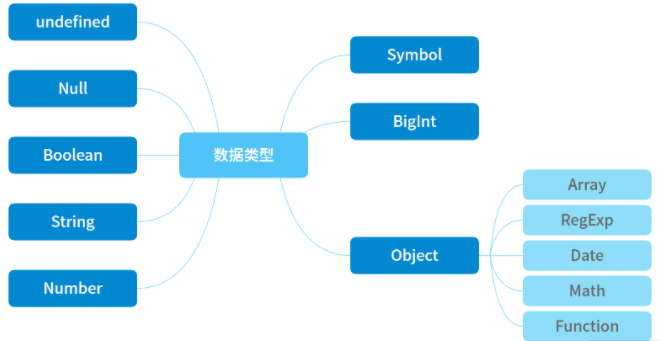 undefined
Null
Boolean
String
Number
数据类型
Symbol
BigInt
Object
Array
RegExp
Date
Math
Function